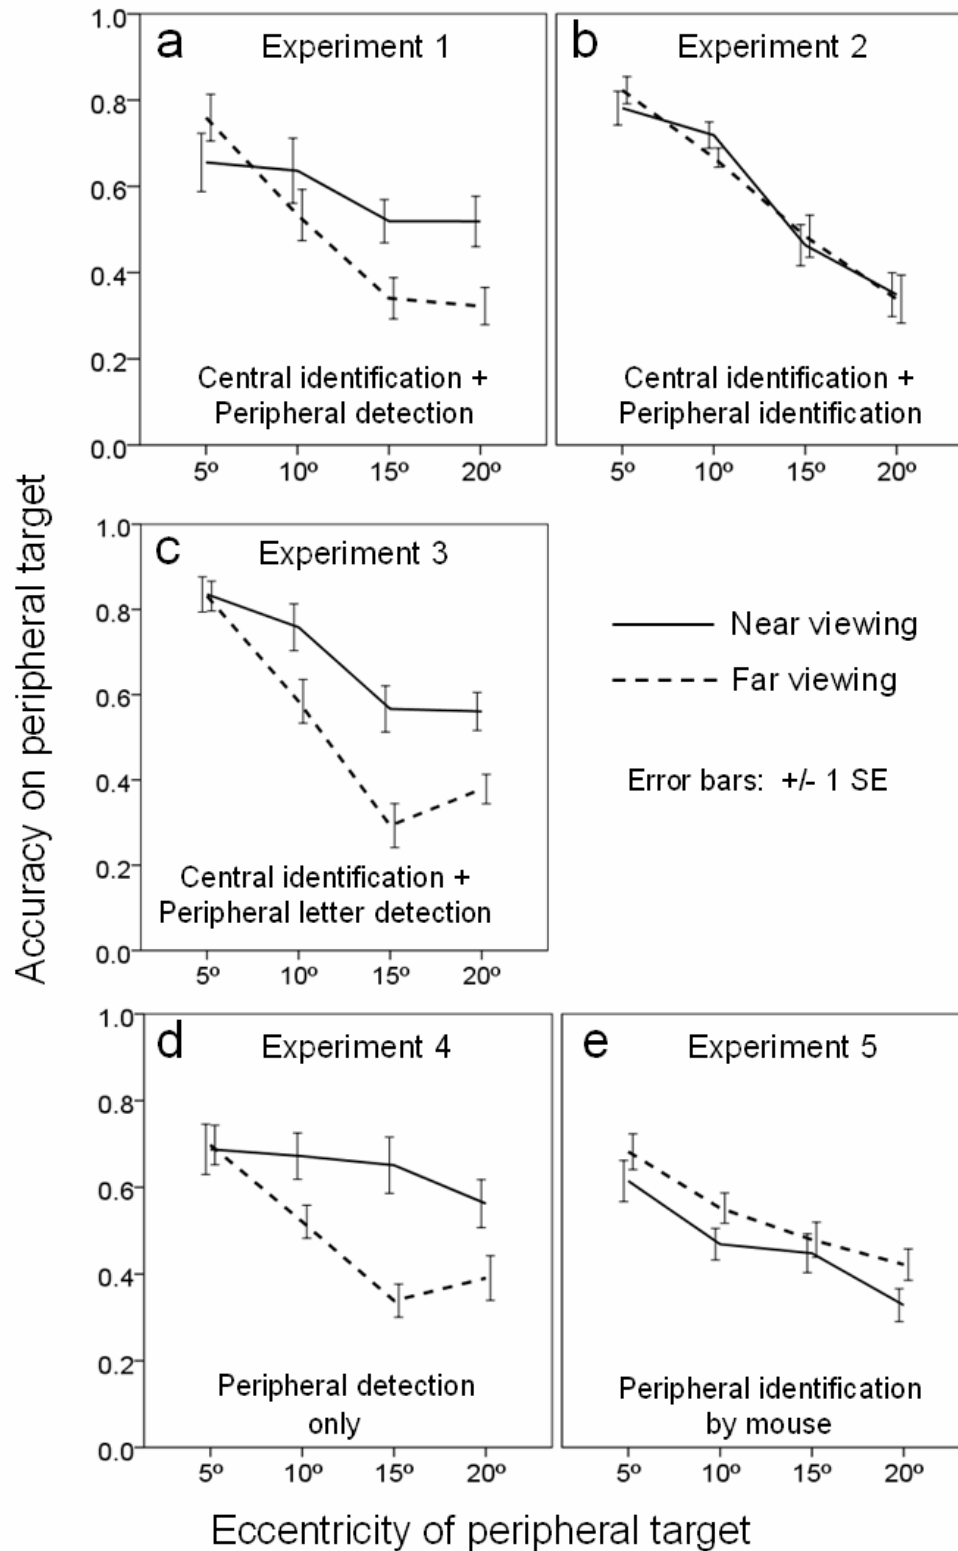 Accuracy on peripheral target
a Experiment 1
1.0
0.8
0.6
0.4
0.2
0.0
Central identification +
Peripheral detection
5º 10º 15º 20º
b Experiment 2
Central identification +
Peripheral identification
5º 10º 15º 20º
c Experiment 3
1.0
0.8
0.6
0.4
0.2
0.0
Central identification +
Peripheral letter detection
5º 10º 15º 20º
Near viewing
Far viewing
Error bars: +/- 1 SE
d Experiment 4
1.0
0.8
0.6
0.4
0.2
0.0
Peripheral detection
only
5º 10º 15º 20º
e Experiment 5
Peripheral identification
by mouse
5º 10º 15º 20º
Eccentricity of peripheral target